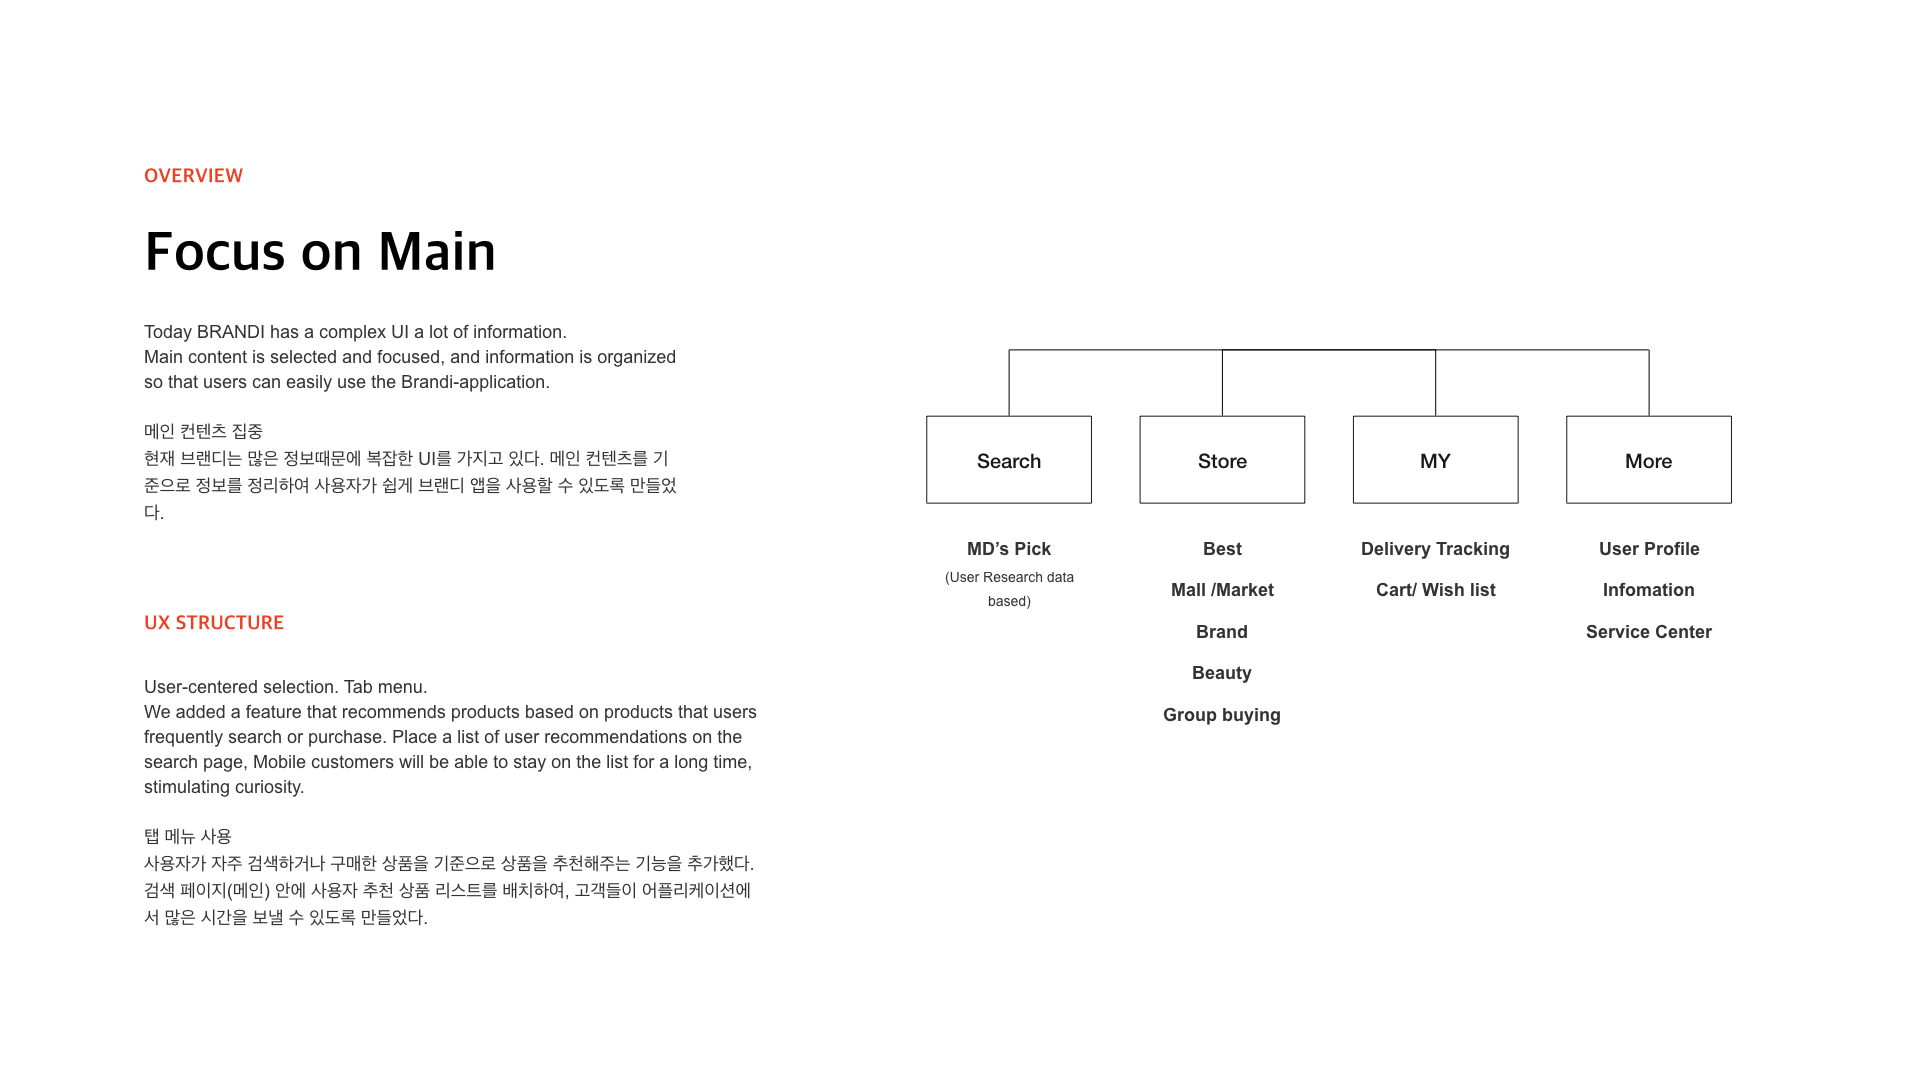 OVERVIEW
Focus on Main
Today BRANDI has a complex UI a lot of information.
Main content is selected and focused, and information is organized
so that users can easily use the Brandi-application.
메인 컨텐츠 집중
현재 브랜디는 많은 정보때문에 복잡한 UI를 가지고 있다. 메인 컨텐츠를 기
준으로 정보를 정리하여 사용자가 쉽게 브랜디 앱을 사용할 수 있도록 만들었
다.
UX STRUCTURE
User-centered selection. Tab menu.
We added a feature that recommends products based on products that users
frequently search or purchase. Place a list of user recommendations on the
search page, Mobile customers will be able to stay on the list for a long time,
stimulating curiosity.
탭 메뉴 사용
사용자가 자주 검색하거나 구매한 상품을 기준으로 상품을 추천해주는 기능을 추가했다.
검색 페이지(메인) 안에 사용자 추천 상품 리스트를 배치하여, 고객들이 어플리케이션에
서 많은 시간을 보낼 수 있도록 만들었다.
Search
MD’s Pick
(User Research data
based)
Store
Best
Mall /Market
Brand
Beauty
Group buying
MY
Delivery Tracking
Cart/ Wish list
More
User Profile
Infomation
Service Center